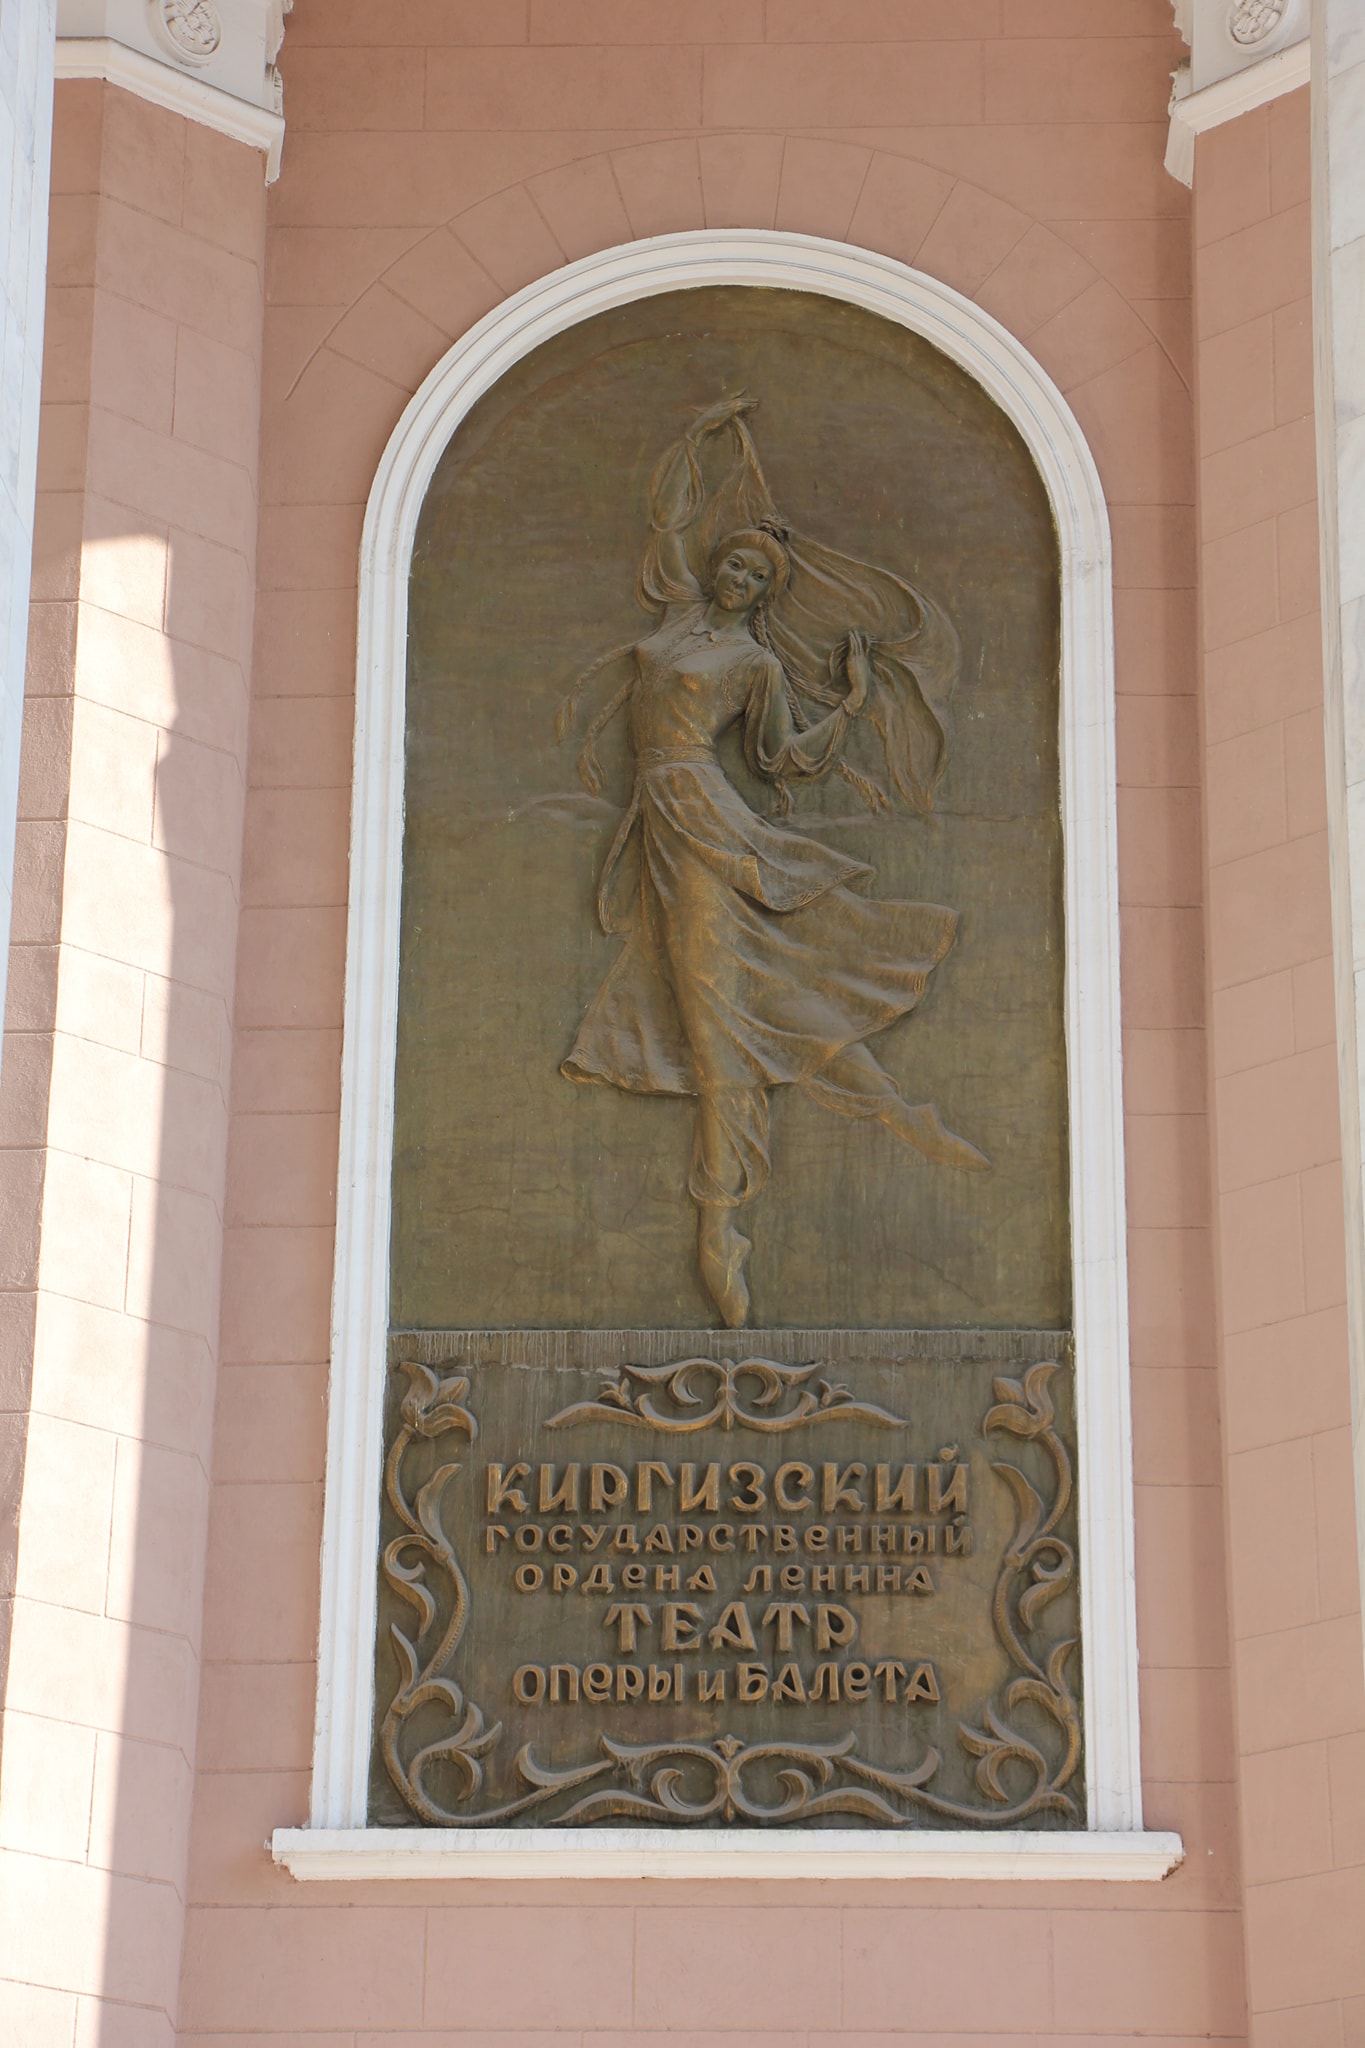 КИРГИЗСКИЙ
ГОСУДАРСТВЕННЫЙ
ОРДЕНА ЛЕНИНА
ТЕАТР
ОПЕРЫ И БАЛЕТА